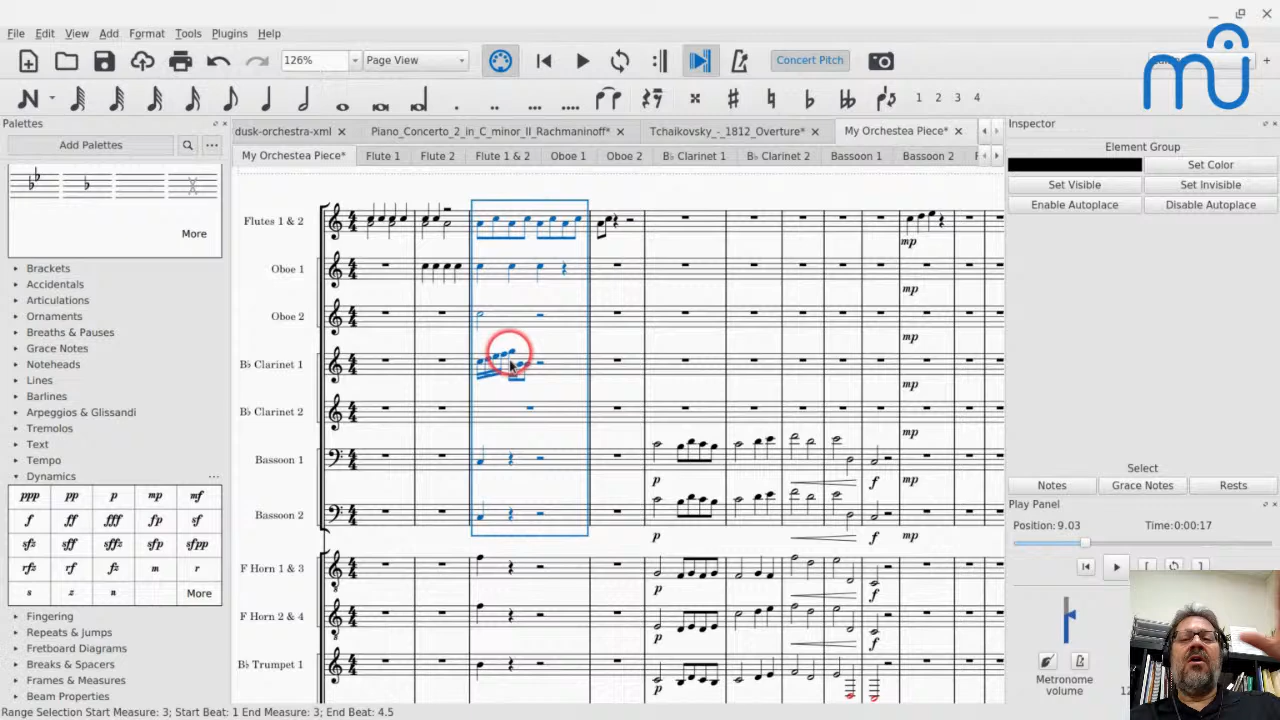 File Edit View Add Format Tools Plugins Help
126% Page View Concert Pitch
1 2 3 4
Palettes
Add Palettes
More
Brackets
Accidentals
Articulations
Ornaments
Breaths & Pauses
Grace Notes
Noteheads
Lines
Barlines
Arpeggios & Glissandi
Tremolos
Text
Tempo
Dynamics
ppp pp p mp mf
f ff fff fp sf
sfz sff sffz sfp sfpp
rfz rf fz m r
s z n More
Fingering
Repeats & Jumps
Fretboard Diagrams
Breaks & Spacers
Frames & Measures
Beam Properties
dusk-orchestra-xml Piano_Concerto_2_in_C_minor_II_Rachmaninoff* Tchaikovsky_-_1812_Overture* My Orchestea Piece*
My Orchestea Piece* Flute 1 Flute 2 Flutes 1 & 2 Oboe 1 Oboe 2 B♭ Clarinet 1 B♭ Clarinet 2 Bassoon 1 Bassoon 2
Flutes 1 & 2
mp
Oboe 1
mp
Oboe 2
mp
B♭ Clarinet 1
mp
B♭ Clarinet 2
mp
Bassoon 1
p f mp
Bassoon 2
p f mp
F Horn 1 & 3
p f
F Horn 2 & 4
p f
B♭ Trumpet 1
p f
Inspector
Element Group
Set Color
Set Visible Set Invisible
Enable Autoplace Disable Autoplace
Select
Notes Grace Notes Rests
Play Panel
Position: 9.03 Time:0:00:17
Metronome
volume
Range Selection Start Measure: 3; Start Beat: 1 End Measure: 3; End Beat: 4.5